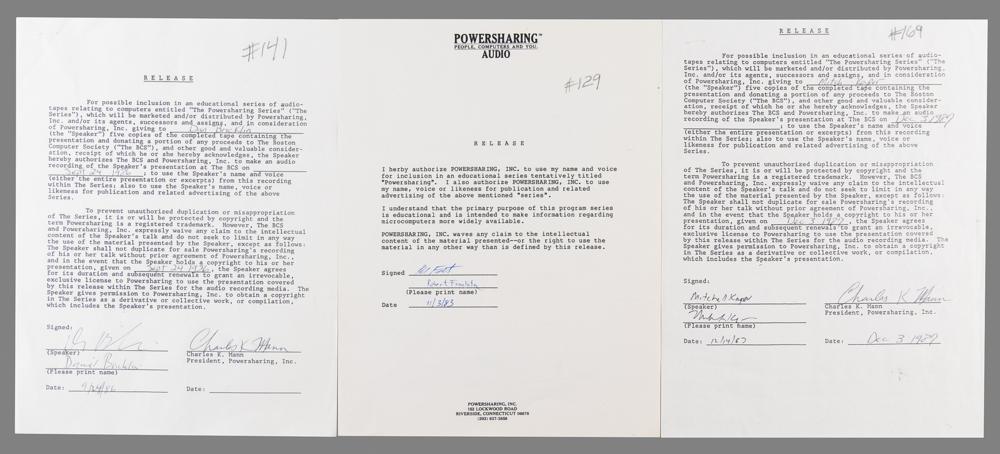 #141
RELEASE
For possible inclusion in an educational series of audio-
tapes relating to computers entitled "The Powersharing Series" ("The
Series"), which will be marketed and/or distributed by Powersharing,
Inc. and/or its agents, successors and assigns, and in consideration
of Powersharing, Inc. giving to Dan Bricklin
(the "Speaker") five copies of the completed tape containing the
presentation and donating a portion of any proceeds to The Boston
Computer Society ("The BCS"), and other good and valuable consider-
ation, receipt of which he or she hereby acknowledge, the Speaker
hereby authorizes The BCS and Powersharing, Inc. to make an audio
recording of the Speaker's presentation at The BCS on
Sept 24 1986, to use the Speaker's name and voice
(either the entire presentation or excerpts) from this recording
within The Series; also to use the Speaker's name, voice or
likeness for publication and related advertising of the above
Series.
To prevent unauthorized duplication or misappropriation
of The Series, it is or will be protected by copyright and the
term Powersharing is a registered trademark. However, The BCS
and Powersharing, Inc. expressly waive any claim to the intellectual
content of the Speaker's talk and do not seek to limit in any way
the use of the material presented by the Speaker, except as follows:
The Speaker shall not duplicate for sale Powersharing's recording
of his or her talk without prior agreement of Powersharing, Inc.,
and in the event that the Speaker holds a copyright to his or her
presentation, given on Sept 24 1986, the Speaker agrees
for its duration and subsequent renewals to grant an irrevocable,
exclusive license to Powersharing to use the presentation covered
by this release within The Series for the audio recording media. The
Speaker gives permission to Powersharing, Inc. to obtain a copyright
in The Series as a derivative or collective work, or compilation,
which includes the Speaker's presentation.
Signed:
(Speaker)
Daniel Bricklin
(Please print name)
Date: 9/24/86
Charles K Mann
Charles K. Mann
President, Powersharing, Inc.
Date:
POWERSHARING™
PEOPLE, COMPUTERS AND YOU.
AUDIO
#129
RELEASE
I herby authorize POWERSHARING, INC. to use my name and voice
for inclusion in an educational series tentatively titled
"Powersharing". I also authorize POWERSHARING, INC. to use
my name, voice or likeness for publication and related
advertising of the above mentioned "series".
I understand that the primary purpose of this program series
is educational and is intended to make information regarding
microcomputers more widely available.
POWERSHARING, INC. waves any claim to the intellectual
content of the material presented—or the right to use the
material in any other way than is defined by this release.
Signed
Robert Frankston
(Please print name)
Date 11/3/83
POWERSHARING, INC.
102 LOCKWOOD ROAD
RIVERSIDE, CONNECTICUT 06878
RELEASE
#169
For possible inclusion in an educational series of audio-
tapes relating to computers entitled "The Powersharing Series" ("The
Series"), which will be marketed and/or distributed by Powersharing,
Inc. and/or its agents, successors and assigns, and in consideration
of Powersharing, Inc. giving to Mitch Kapor
(the "Speaker") five copies of the completed tape containing the
presentation and donating a portion of any proceeds to The Boston
Computer Society ("The BCS"), and other good and valuable consider-
ation, receipt of which he or she hereby acknowledges, the Speaker
hereby authorizes The BCS and Powersharing, Inc. to make an audio
recording of the Speaker's presentation at The BCS on Dec. 3 1987
, to use the Speaker's name and voice
(either the entire presentation or excerpts) from this recording
within The Series; also to use the Speaker's name, voice or
likeness for publication and related advertising of the above
Series.
To prevent unauthorized duplication or misappropriation
of The Series, it is or will be protected by copyright and the
term Powersharing is a registered trademark. However, The BCS
and Powersharing, Inc. expressly waive any claim to the intellectual
content of the Speaker's talk and do not seek to limit in any way
the use of the material presented by the Speaker, except as follows:
The Speaker shall not duplicate for sale Powersharing's recording
of his or her talk without prior agreement of Powersharing, Inc.,
and in the event that the Speaker holds a copyright to his or her
presentation, given on Dec 3 1987, the Speaker agrees
for its duration and subsequent renewals to grant an irrevocable,
exclusive license to Powersharing to use the presentation covered
by this release within The Series for the audio recording media. The
Speaker gives permission to Powersharing, Inc. to obtain a copyright
in The Series as a derivative or collective work, or compilation,
which includes the Speaker's presentation.
Signed:
Mitchell D Kapor
(Speaker)
(Please print name)
Date: 12/14/87
Charles K Mann
Charles K. Mann
President, Powersharing, Inc.
Date: Dec 3 1987